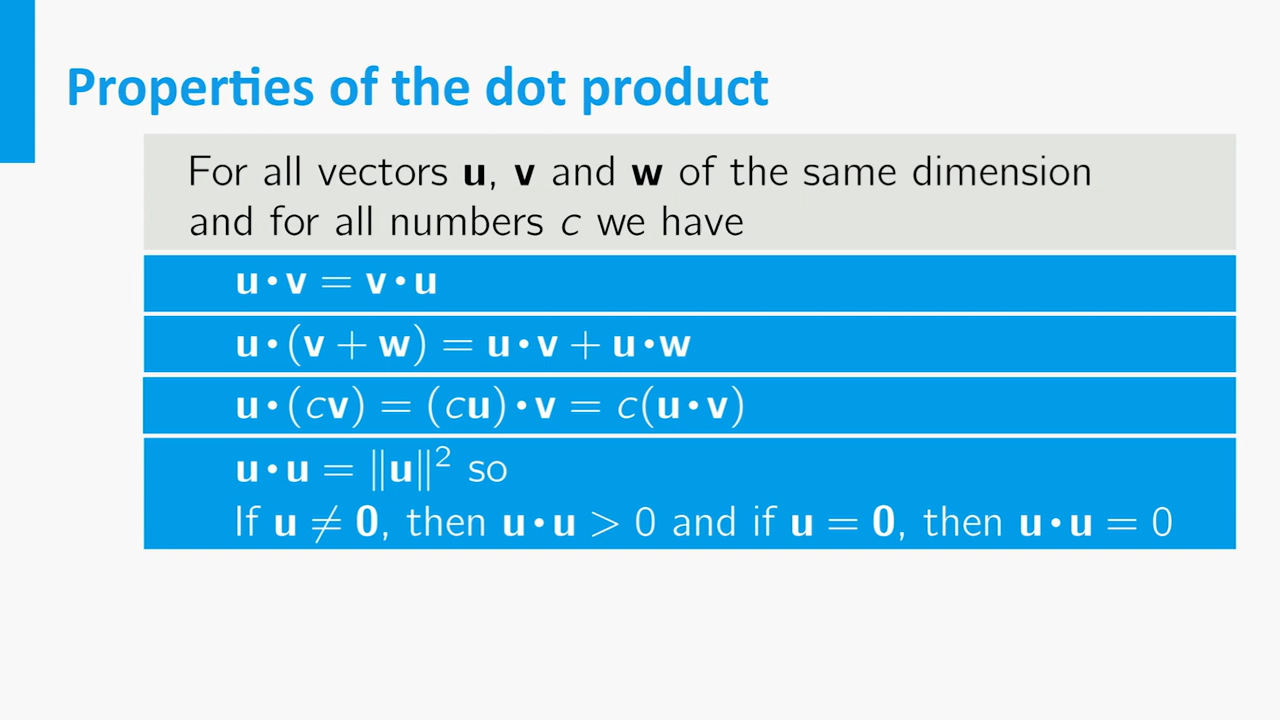 Properties of the dot product
For all vectors u, v and w of the same dimension
and for all numbers c we have
u • v = v • u
u • (v + w) = u • v + u • w
u • (cv) = (cu) • v = c(u • v)
u • u = ‖u‖² so
If u ≠ 0, then u • u > 0 and if u = 0, then u • u = 0